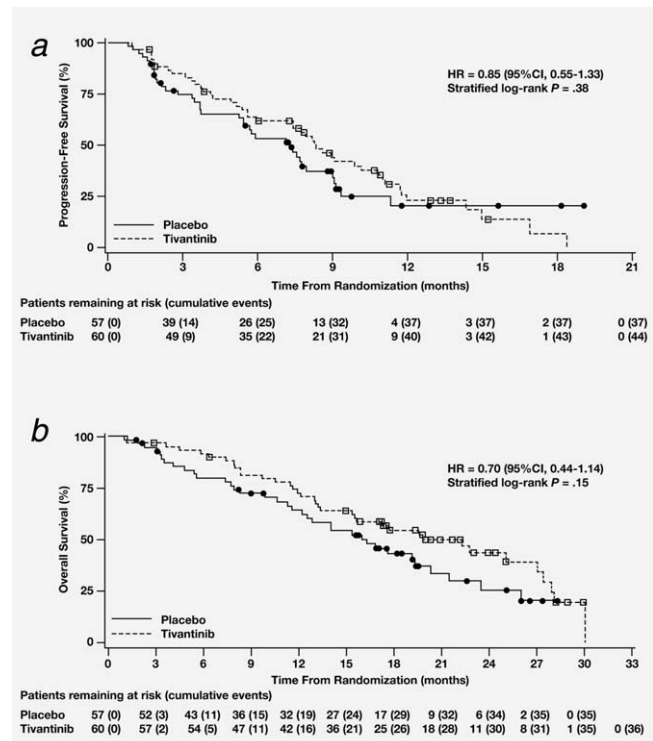 a
100
75
50
25
0
Progression-Free Survival (%)
HR = 0.85 (95%CI, 0.55-1.33)
Stratified log-rank P = .38
Placebo
Tivantinib
0 3 6 9 12 15 18 21
Time From Randomization (months)
Patients remaining at risk (cumulative events)
Placebo 57 (0) 39 (14) 26 (25) 13 (32) 4 (37) 3 (37) 2 (37) 0 (37)
Tivantinib 60 (0) 49 (9) 35 (22) 21 (31) 9 (40) 3 (42) 1 (43) 0 (44)
b
100
75
50
25
0
Overall Survival (%)
HR = 0.70 (95%CI, 0.44-1.14)
Stratified log-rank P = .15
Placebo
Tivantinib
0 3 6 9 12 15 18 21 24 27 30 33
Time From Randomization (months)
Patients remaining at risk (cumulative events)
Placebo 57 (0) 52 (3) 43 (11) 36 (15) 32 (19) 27 (24) 17 (29) 9 (32) 6 (34) 2 (35) 0 (35)
Tivantinib 60 (0) 57 (2) 54 (5) 47 (11) 42 (16) 36 (21) 25 (26) 18 (28) 11 (30) 8 (31) 1 (35) 0 (36)